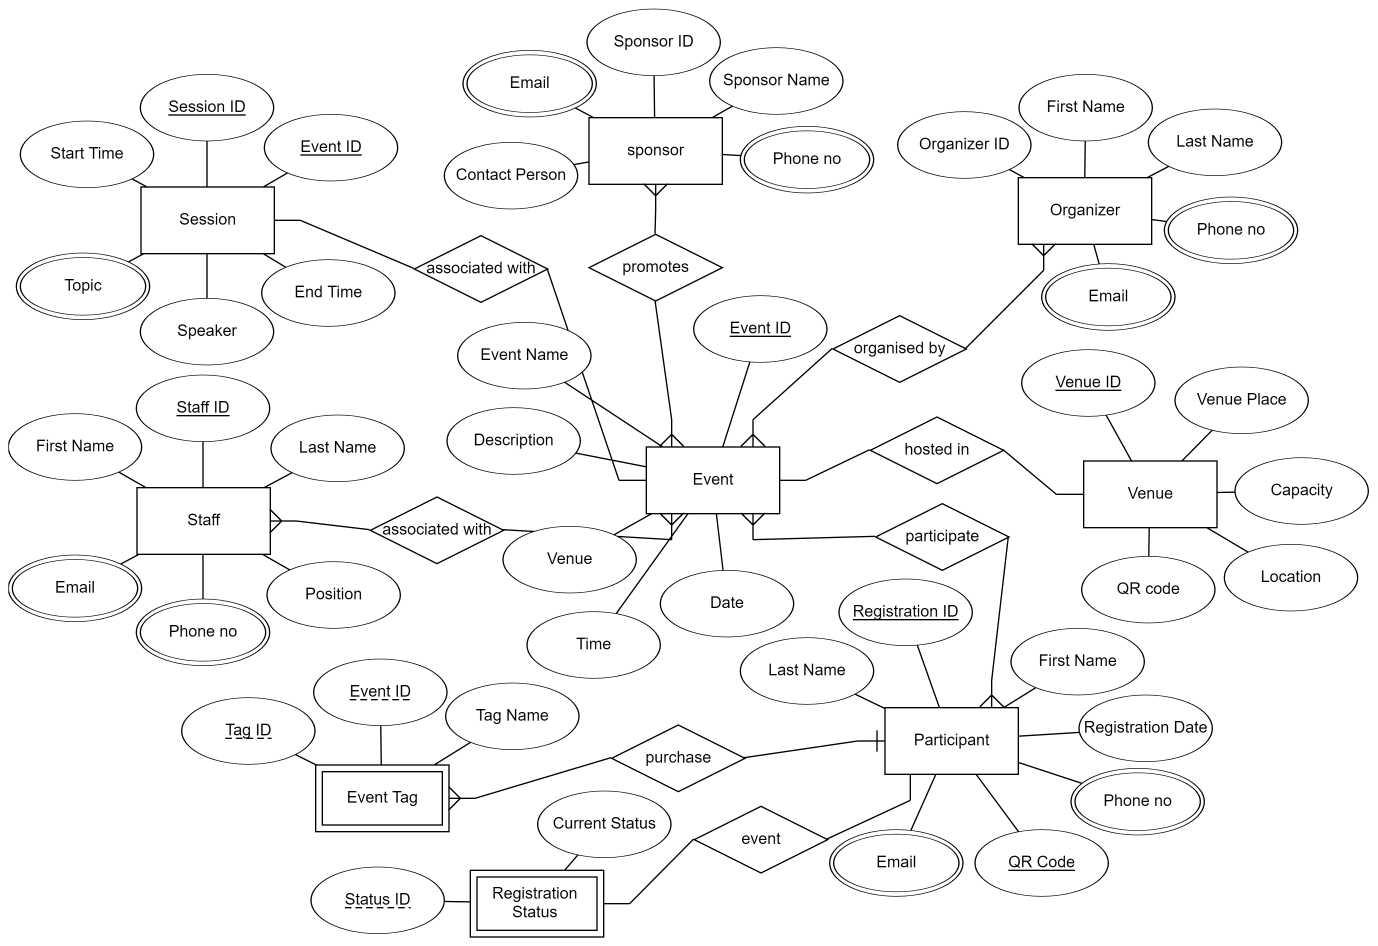 Sponsor ID
Email
Sponsor Name
sponsor
Phone no
Contact Person
Session ID
Start Time
Event ID
Session
Topic
End Time
Speaker
First Name
Organizer ID
Last Name
Organizer
Phone no
Email
associated with
promotes
organised by
Event ID
Event Name
Description
Event
hosted in
Venue ID
Venue Place
Venue
Capacity
QR code
Location
Staff ID
First Name
Last Name
Staff
Email
Phone no
Position
associated with
Venue
Time
Date
participate
Registration ID
Last Name
First Name
Participant
Registration Date
Phone no
Email
QR Code
Event ID
Tag ID
Tag Name
Event Tag
purchase
event
Current Status
Status ID
Registration
Status